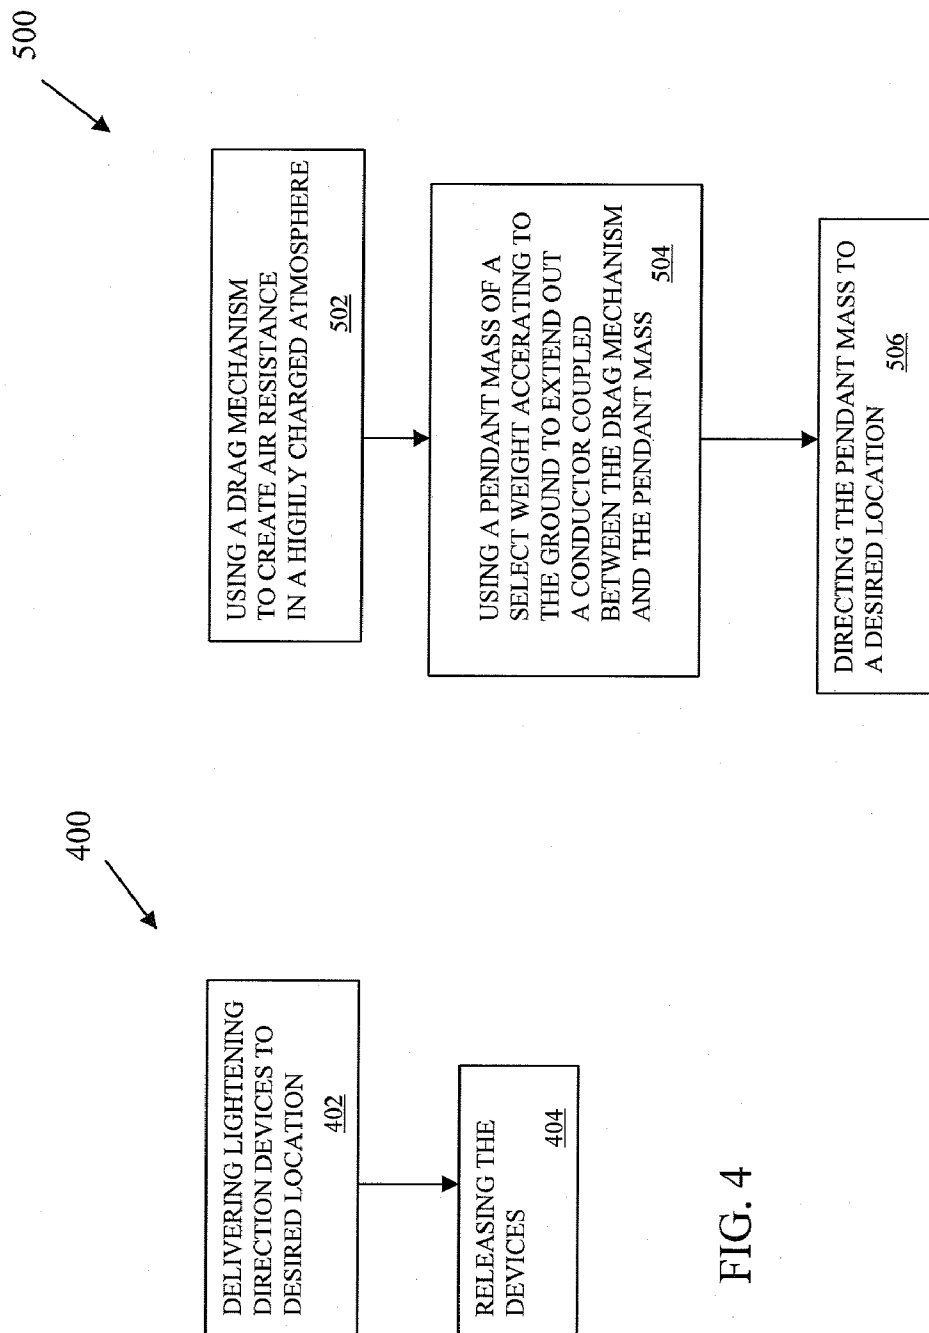 400
DELIVERING LIGHTENING
DIRECTION DEVICES TO
DESIRED LOCATION
402
RELEASING THE
DEVICES
404
FIG. 4
500
USING A DRAG MECHANISM
TO CREATE AIR RESISTANCE
IN A HIGHLY CHARGED ATMOSPHERE
502
USING A PENDANT MASS OF A
SELECT WEIGHT ACCERATING TO
THE GROUND TO EXTEND OUT
A CONDUCTOR COUPLED
BETWEEN THE DRAG MECHANISM
AND THE PENDANT MASS
504
DIRECTING THE PENDANT MASS TO
A DESIRED LOCATION
506